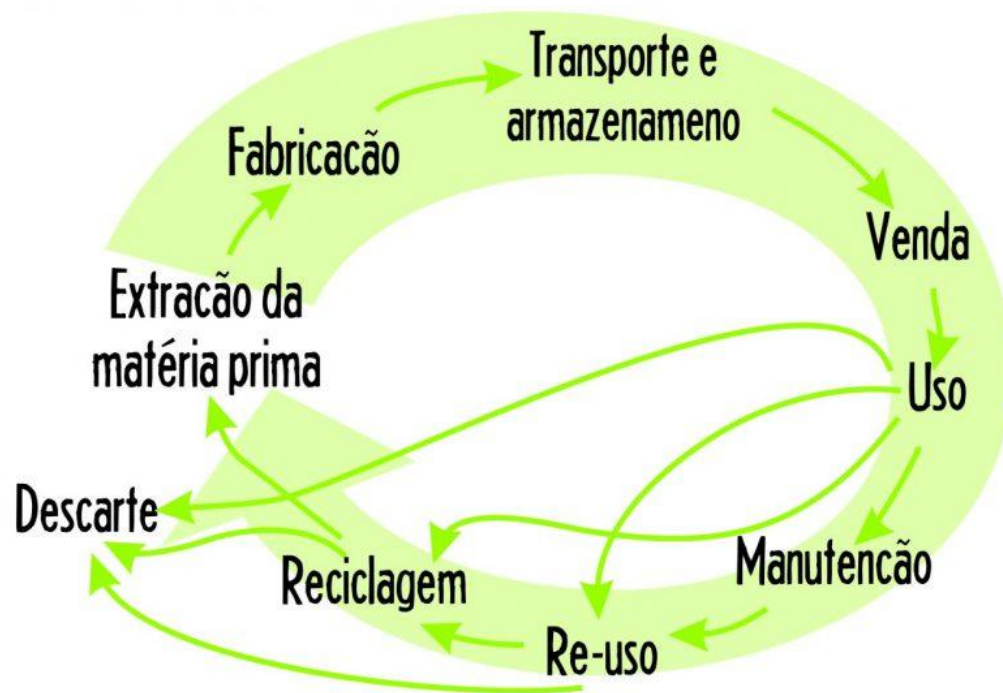 Transporte e
armazenameno
Fabricacão
Venda
Extracão da
matéria prima
Uso
Descarte
Manutencão
Reciclagem
Re-uso